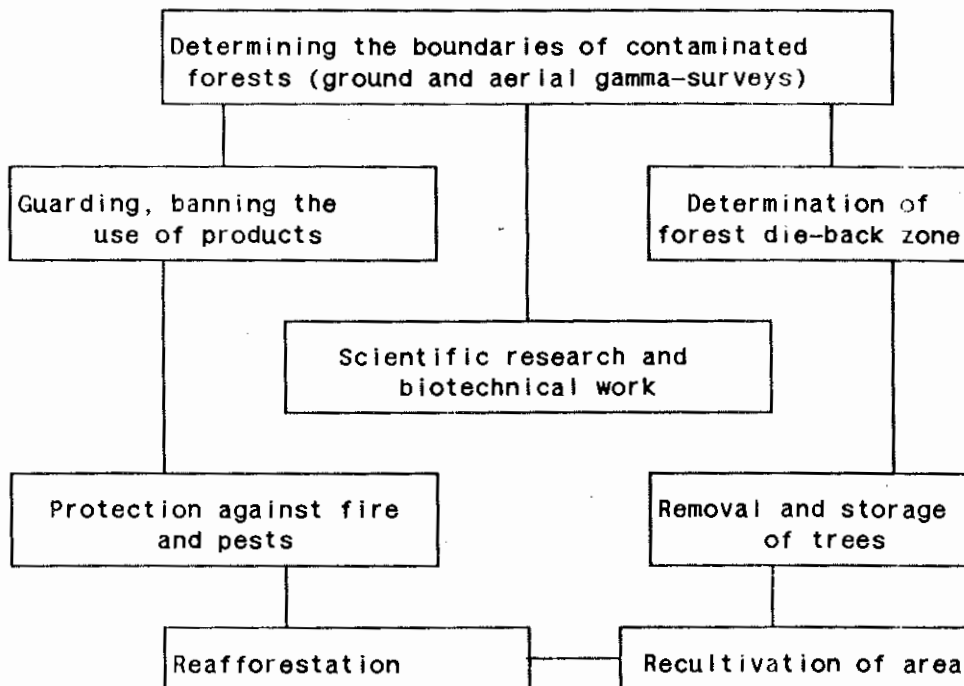 Determining the boundaries of contaminated
forests (ground and aerial gamma-surveys)
Guarding, banning the
use of products
Determination of
forest die-back zone
Scientific research and
biotechnical work
Protection against fire
and pests
Removal and storage
of trees
Reafforestation
Recultivation of area